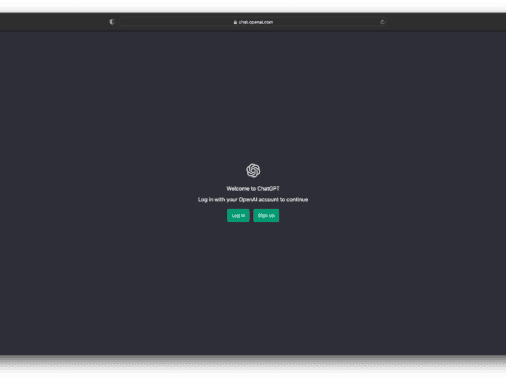 chat.openai.com
Welcome to ChatGPT
Log in with your OpenAI account to continue
Log in Sign up